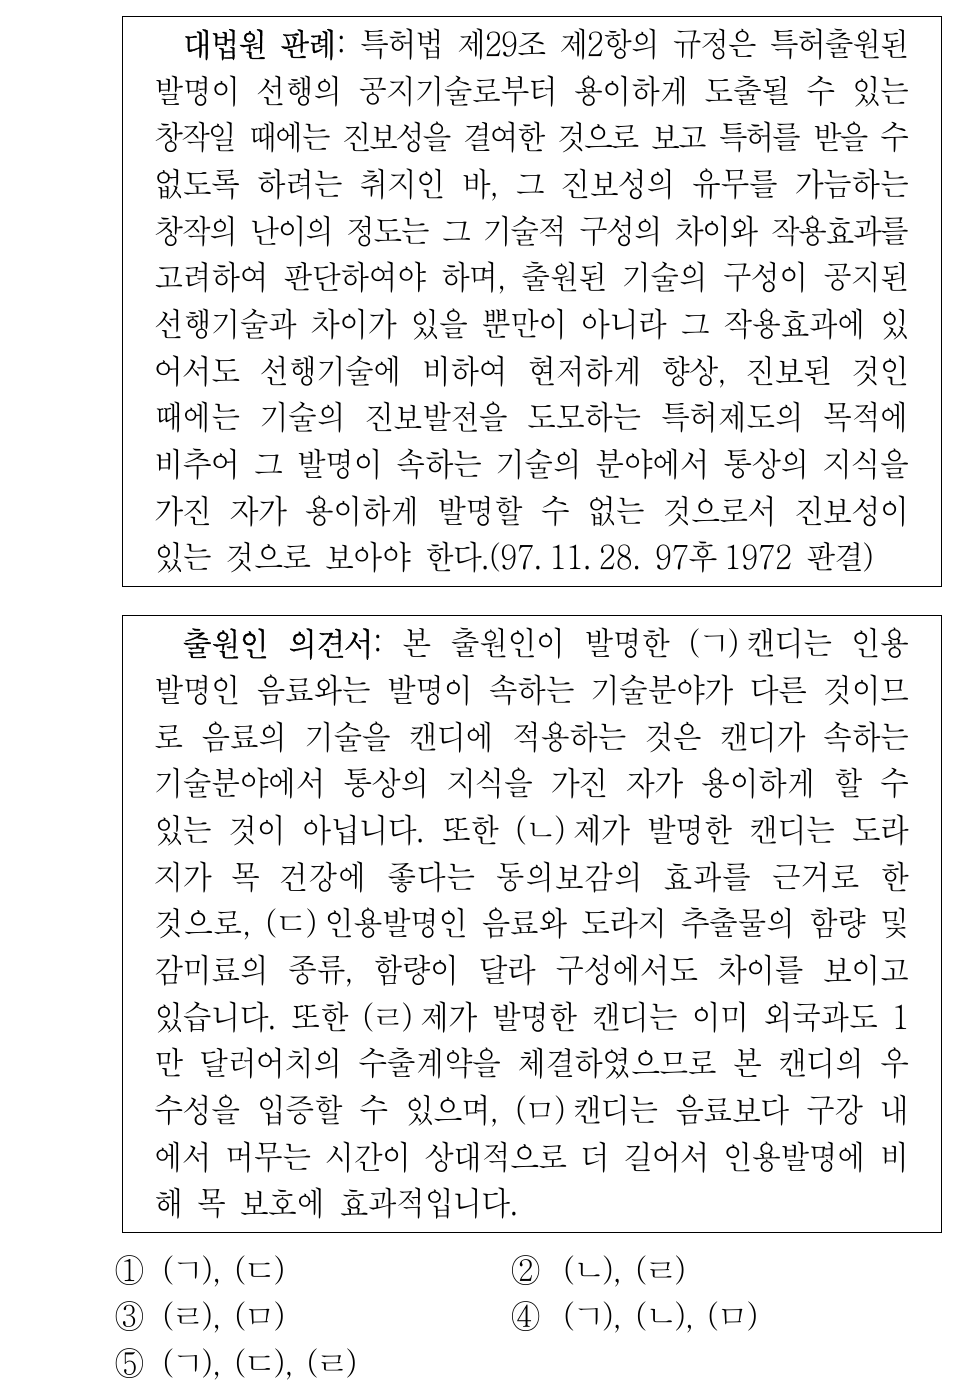 대법원 판례: 특허법 제29조 제2항의 규정은 특허출원된
발명이 선행의 공지기술로부터 용이하게 도출될 수 있는
창작일 때에는 진보성을 결여한 것으로 보고 특허를 받을 수
없도록 하려는 취지인 바, 그 진보성의 유무를 가늠하는
창작의 난이의 정도는 그 기술적 구성의 차이와 작용효과를
고려하여 판단하여야 하며, 출원된 기술의 구성이 공지된
선행기술과 차이가 있을 뿐만이 아니라 그 작용효과에 있
어서도 선행기술에 비하여 현저하게 향상, 진보된 것인
때에는 기술의 진보발전을 도모하는 특허제도의 목적에
비추어 그 발명이 속하는 기술의 분야에서 통상의 지식을
가진 자가 용이하게 발명할 수 없는 것으로서 진보성이
있는 것으로 보아야 한다.(97. 11. 28. 97후 1972 판결)
출원인 의견서: 본 출원인이 발명한 (ㄱ) 캔디는 인용
발명인 음료와는 발명이 속하는 기술분야가 다른 것이므
로 음료의 기술을 캔디에 적용하는 것은 캔디가 속하는
기술분야에서 통상의 지식을 가진 자가 용이하게 할 수
있는 것이 아닙니다. 또한 (ㄴ) 제가 발명한 캔디는 도라
지가 목 건강에 좋다는 동의보감의 효과를 근거로 한
것으로, (ㄷ) 인용발명인 음료와 도라지 추출물의 함량 및
감미료의 종류, 함량이 달라 구성에서도 차이를 보이고
있습니다. 또한 (ㄹ) 제가 발명한 캔디는 이미 외국과도 1
만 달러어치의 수출계약을 체결하였으므로 본 캔디의 우
수성을 입증할 수 있으며, (ㅁ) 캔디는 음료보다 구강 내
에서 머무는 시간이 상대적으로 더 길어서 인용발명에 비
해 목 보호에 효과적입니다.
① (ㄱ), (ㄷ) ② (ㄴ), (ㄹ)
③ (ㄹ), (ㅁ) ④ (ㄱ), (ㄴ), (ㅁ)
⑤ (ㄱ), (ㄷ), (ㄹ)